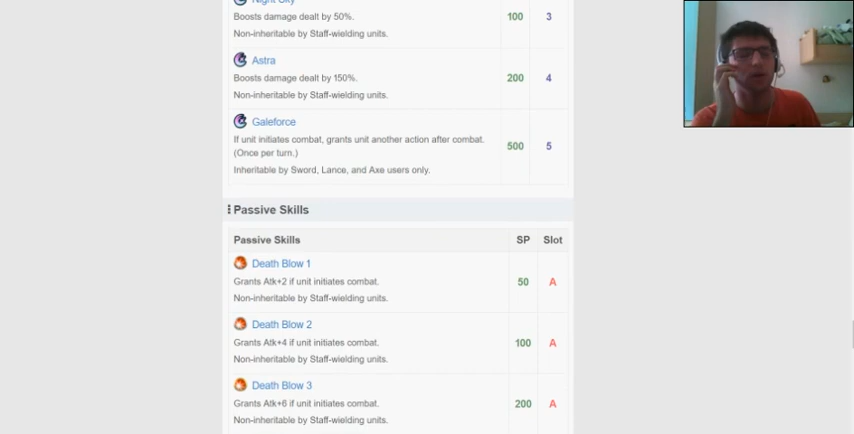 Night Sky
Boosts damage dealt by 50%.
Non-inheritable by Staff-wielding units.
100 3
Astra
Boosts damage dealt by 150%.
Non-inheritable by Staff-wielding units.
200 4
Galeforce
If unit initiates combat, grants unit another action after combat.
(Once per turn.)
Inheritable by Sword, Lance, and Axe users only.
500 5
Passive Skills
Passive Skills SP Slot
Death Blow 1
Grants Atk+2 if unit initiates combat.
Non-inheritable by Staff-wielding units.
50 A
Death Blow 2
Grants Atk+4 if unit initiates combat.
Non-inheritable by Staff-wielding units.
100 A
Death Blow 3
Grants Atk+6 if unit initiates combat.
Non-inheritable by Staff-wielding units.
200 A